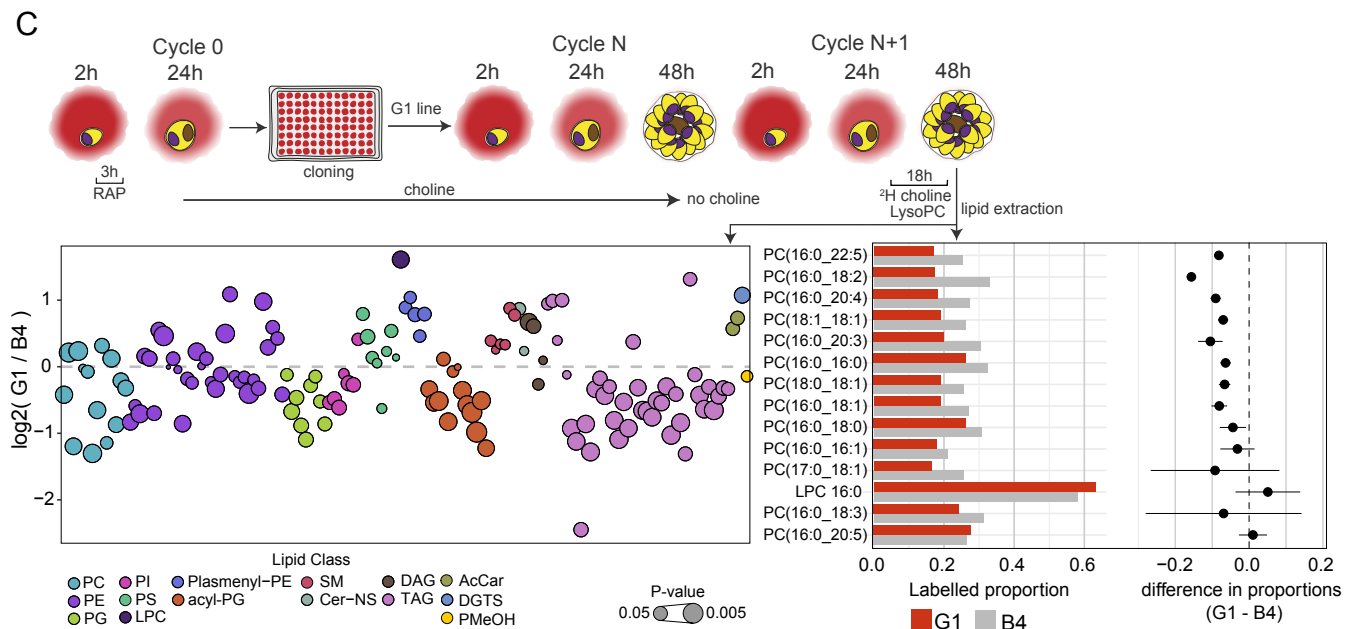 C
Cycle 0
Cycle N
Cycle N+1
2h
24h
2h
24h
48h
2h
24h
48h
G1 line
3h
RAP
cloning
18h
choline
no choline
²H choline
LysoPC
lipid extraction
log2( G1 / B4 )
1
0
−1
−2
PC(16:0_22:5)
PC(16:0_18:2)
PC(16:0_20:4)
PC(18:1_18:1)
PC(16:0_20:3)
PC(16:0_16:0)
PC(18:0_18:1)
PC(16:0_18:1)
PC(16:0_18:0)
PC(16:0_16:1)
PC(17:0_18:1)
LPC 16:0
PC(16:0_18:3)
PC(16:0_20:5)
0.0 0.2 0.4 0.6
Labelled proportion
G1 B4
−0.2 0.0 0.2
difference in proportions
(G1 - B4)
Lipid Class
PC PI Plasmenyl−PE SM DAG AcCar
PE PS acyl-PG Cer−NS TAG DGTS
PG LPC PMeOH
P-value
0.05 0.005